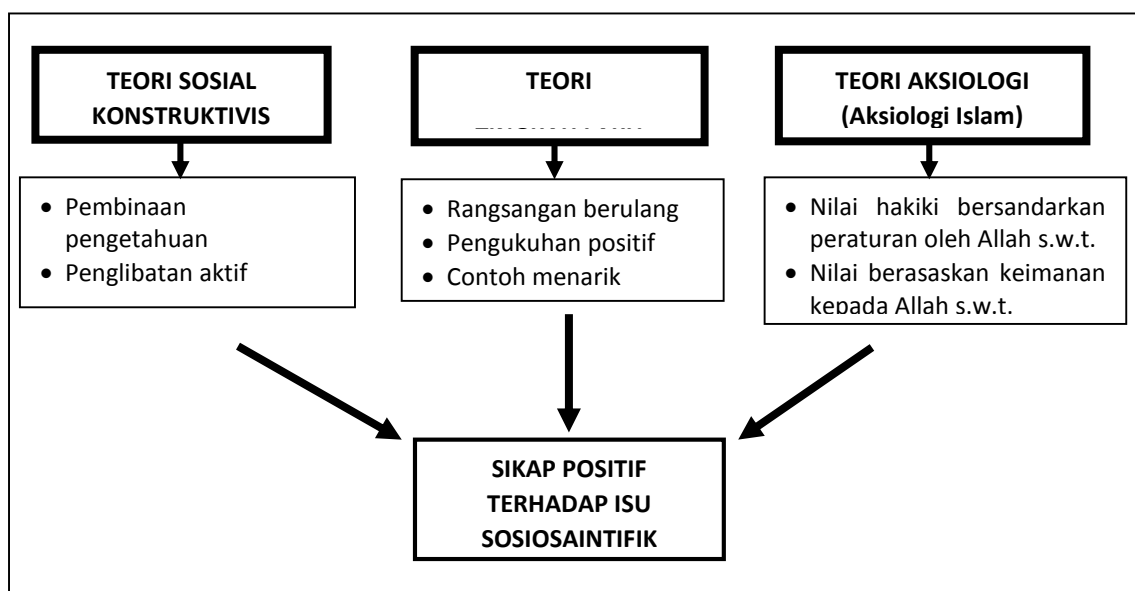 TEORI SOSIAL
KONSTRUKTIVIS
TEORI
TEORI AKSIOLOGI
(Aksiologi Islam)
• Pembinaan
pengetahuan
• Penglibatan aktif
• Rangsangan berulang
• Pengukuhan positif
• Contoh menarik
• Nilai hakiki bersandarkan
peraturan oleh Allah s.w.t.
• Nilai berasaskan keimanan
kepada Allah s.w.t.
SIKAP POSITIF
TERHADAP ISU
SOSIOSAINTIFIK